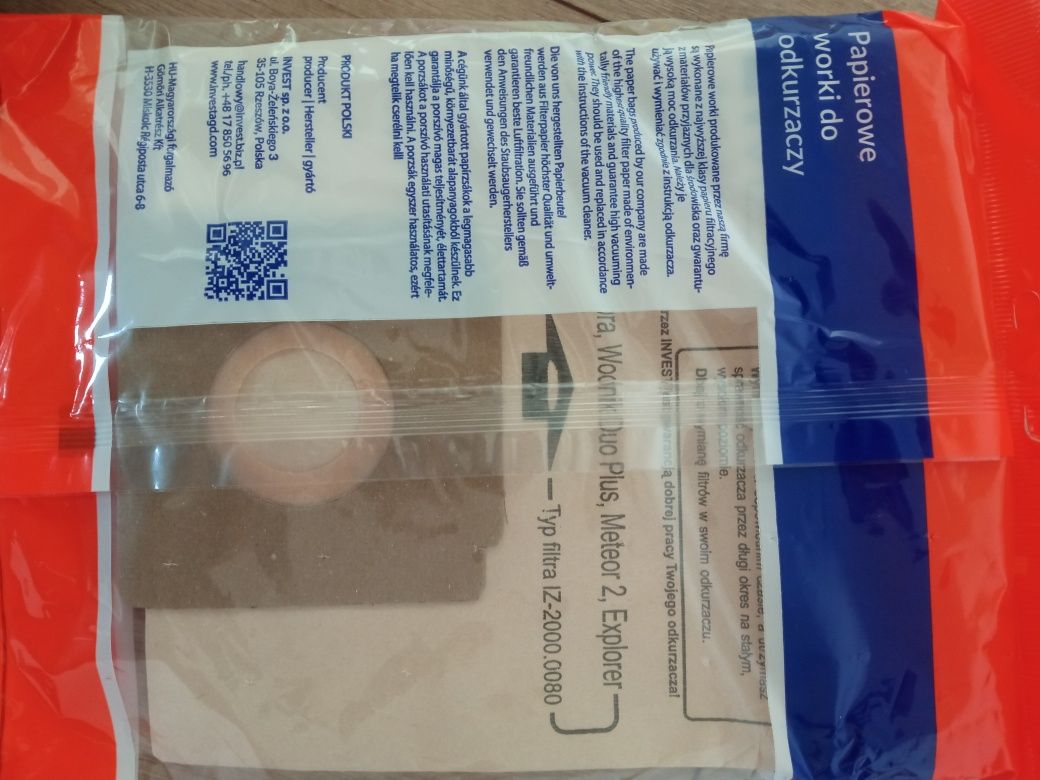 Papierowe
worki do
odkurzaczy
Papierowe worki produkowane przez naszą firmę
są wykonane z najwyższej klasy papieru filtracyjnego
z materiałów przyjaznych dla środowiska oraz gwarantu-
ją wysoką moc odkurzania. Należy je
używać i wymieniać zgodnie z instrukcją odkurzacza.
The paper bags produced by our company are made
of the highest quality filter paper made of environmen-
tally friendly materials and guarantee high vacuuming
power. They should be used and replaced in accordance
with the instructions of the vacuum cleaner.
Die von uns hergestellten Papierbeutel
werden aus Filterpapier höchster Qualität und umwelt-
freundlichen Materialien ausgeführt und
garantieren beste Luftfiltration. Sie sollten gemäß
den Anweisungen des Staubsaugerherstellers
verwendet und gewechselt werden.
A cégünk által gyártott papírzsákok a legmagasabb
minőségű, környezetbarát alapanyagokból készülnek. Ez
garantálja a porszívó magas teljesítményét, élettartamát.
A porzsákot a porszívó használati utasításának megfele-
lően kell használni. A porzsák egyszer használatos, ezért
ha megtelik cserélni kell!
PRODUKT POLSKI
Producent
producer | Hersteller | gyártó
INVEST sp. z o.o.
ul. Boya-Żeleńskiego 3
35-105 Rzeszów, Polska
handlowy@invest.biz.pl
tel/ph. +48 17 850 56 96
www.investagd.com
HU-Magyarországi forgalmazó
Gömöri Alkatrész Kft.
H-3530 Miskolc Régiposta utca 6-8
odkurzacza przez długi okres na stałym,
poziomie.
wymianę filtrów w swoim odkurzaczu.
rzez INVEST gwarancją dobrej pracy Twojego odkurzacza!
ra, Wodnik Duo Plus, Meteor 2, Explorer
Typ filtra IZ-2000.0080